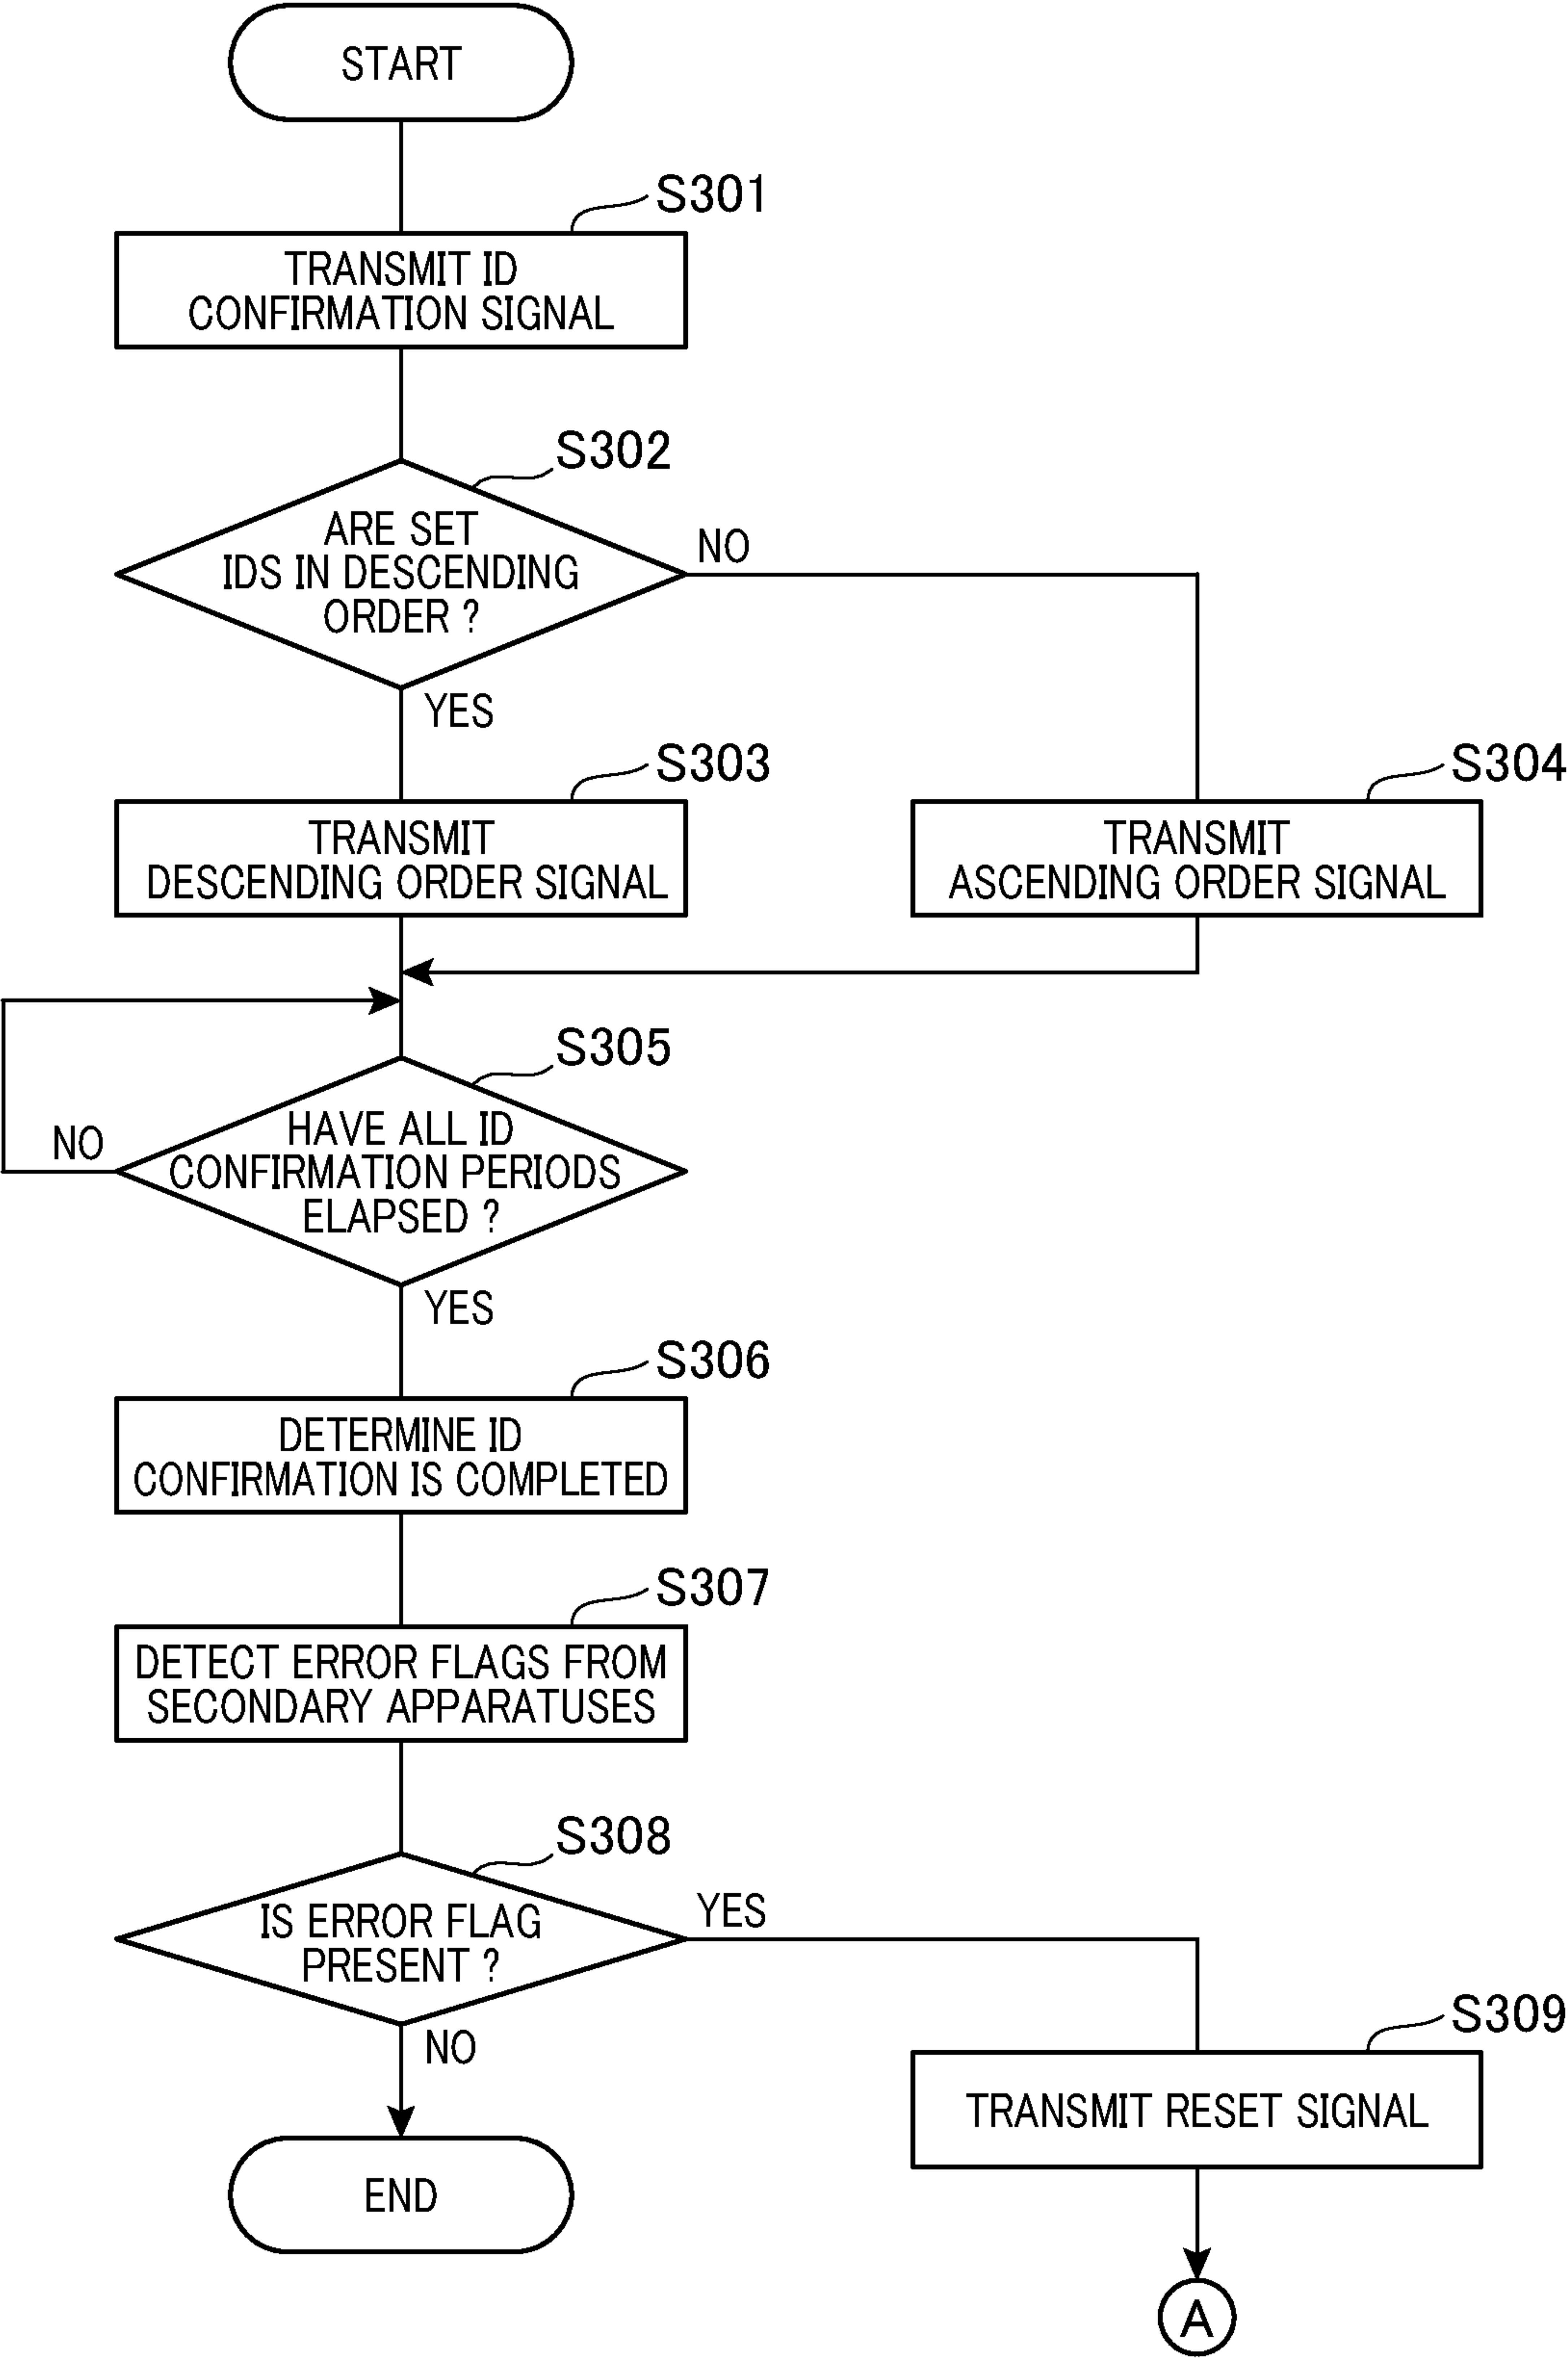 START
S301
TRANSMIT ID
CONFIRMATION SIGNAL
S302
ARE SET
IDS IN DESCENDING
ORDER ?
NO
YES
S303
TRANSMIT
DESCENDING ORDER SIGNAL
S304
TRANSMIT
ASCENDING ORDER SIGNAL
S305
HAVE ALL ID
CONFIRMATION PERIODS
ELAPSED ?
NO
YES
S306
DETERMINE ID
CONFIRMATION IS COMPLETED
S307
DETECT ERROR FLAGS FROM
SECONDARY APPARATUSES
S308
IS ERROR FLAG
PRESENT ?
YES
NO
S309
TRANSMIT RESET SIGNAL
END
A